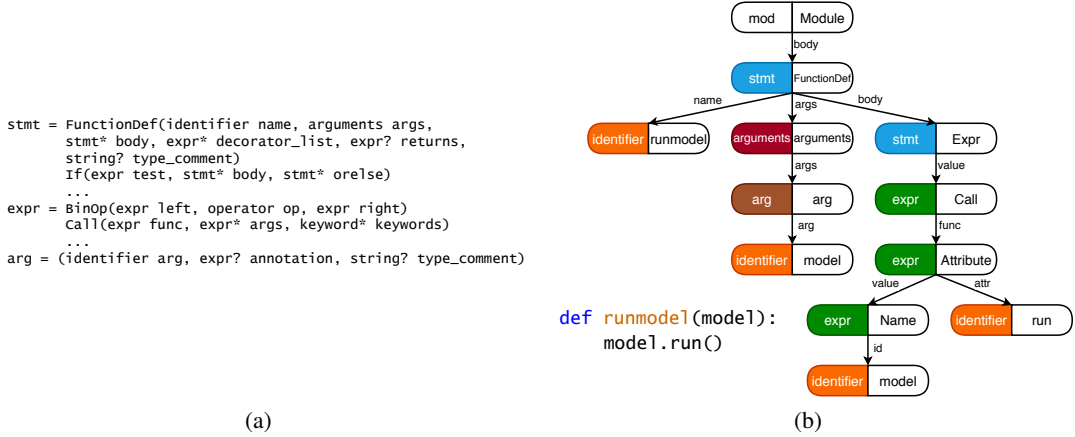 stmt = FunctionDef(identifier name, arguments args,
stmt* body, expr* decorator_list, expr? returns,
string? type_comment)
If(expr test, stmt* body, stmt* orelse)
...
expr = BinOp(expr left, operator op, expr right)
Call(expr func, expr* args, keyword* keywords)
...
arg = (identifier arg, expr? annotation, string? type_comment)
(a)
mod Module
body
stmt FunctionDef
name args body
identifier runmodel
arguments arguments
stmt Expr
args value
arg arg
expr Call
arg func
identifier model
expr Attribute
value attr
def runmodel(model):
model.run()
expr Name
identifier run
id
identifier model
(b)